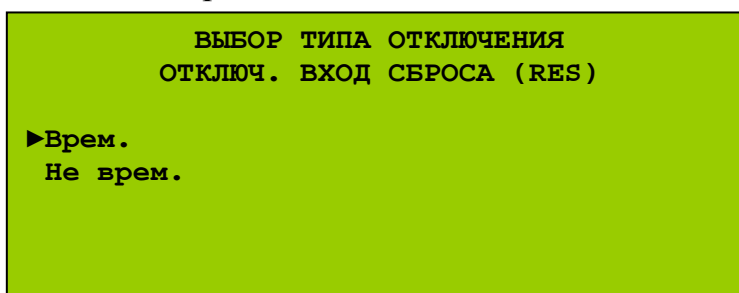 ВЫБОР ТИПА ОТКЛЮЧЕНИЯ
ОТКЛЮЧ. ВХОД СБРОСА (RES)
►Врем.
Не врем.